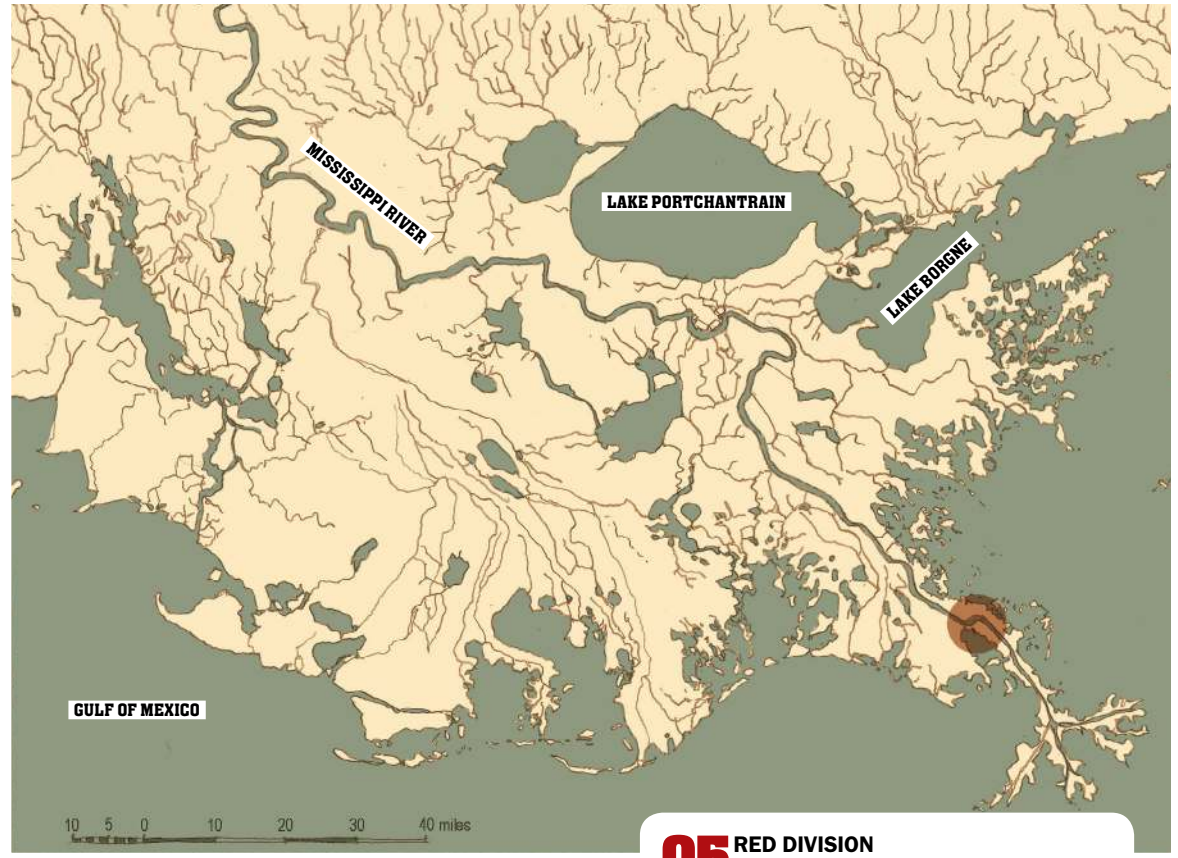 MISSISSIPPI RIVER
LAKE PORTCHANTRAIN
LAKE BORGNE
GULF OF MEXICO
10 5 0 10 20 30 40 miles
05 RED DIVISION